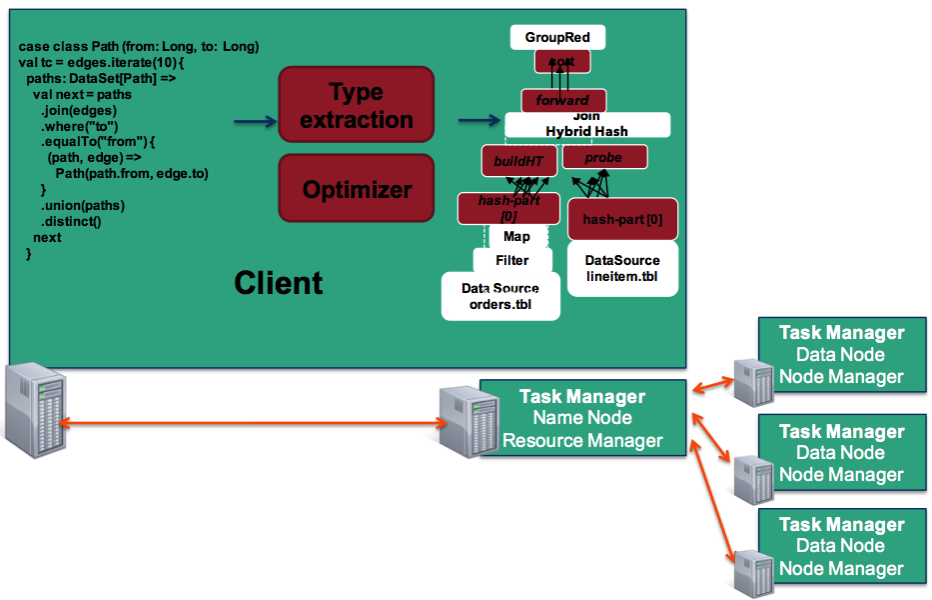 case class Path (from: Long, to: Long)
val tc = edges.iterate(10) {
paths: DataSet[Path] =>
val next = paths
.join(edges)
.where("to")
.equalTo("from") {
(path, edge) =>
Path(path.from, edge.to)
}
.union(paths)
.distinct()
next
}
Type
extraction
Optimizer
Client
GroupRed
sort
forward
Join
Hybrid Hash
buildHT
probe
hash-part
[0]
hash-part [0]
Map
Filter
Data Source
orders.tbl
DataSource
lineitem.tbl
Task Manager
Name Node
Resource Manager
Task Manager
Data Node
Node Manager
Task Manager
Data Node
Node Manager
Task Manager
Data Node
Node Manager